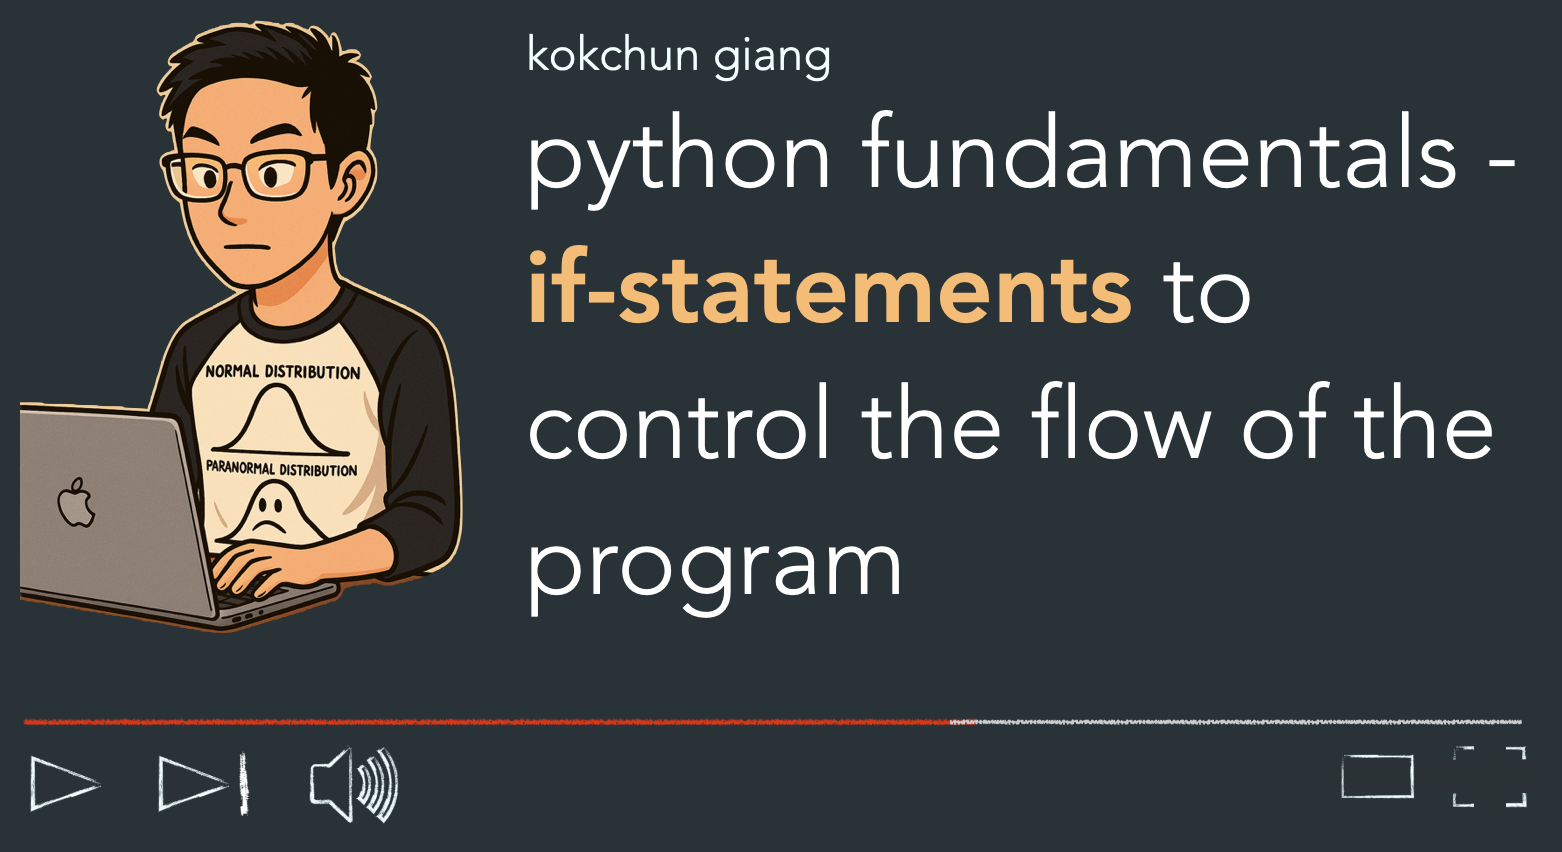 kokchun giang
python fundamentals -
if-statements to
control the flow of the
program
NORMAL DISTRIBUTION
PARANORMAL DISTRIBUTION